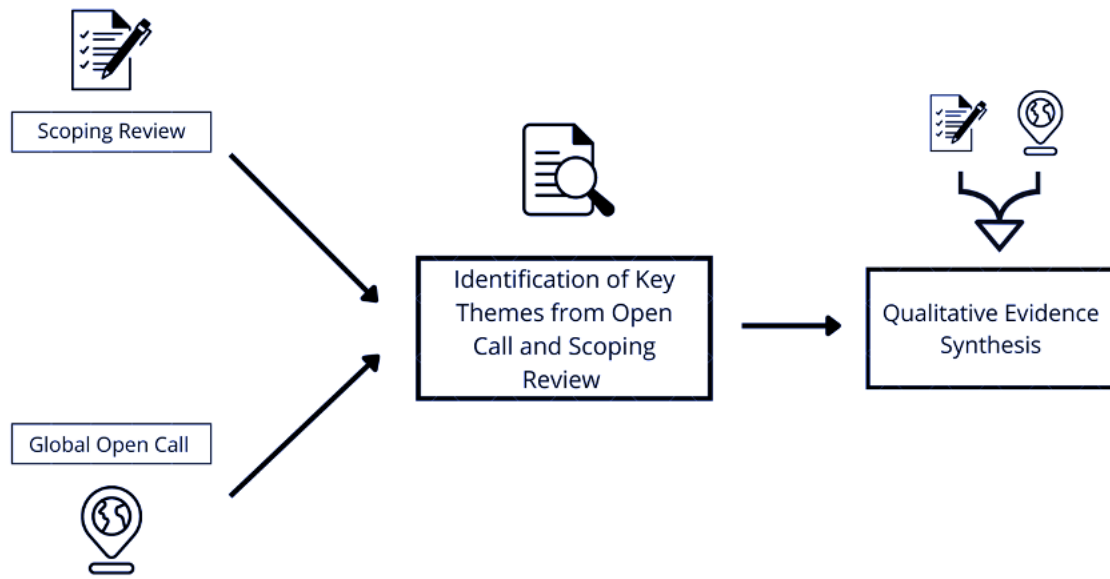 Scoping Review
Global Open Call
Identification of Key
Themes from Open
Call and Scoping
Review
Qualitative Evidence
Synthesis